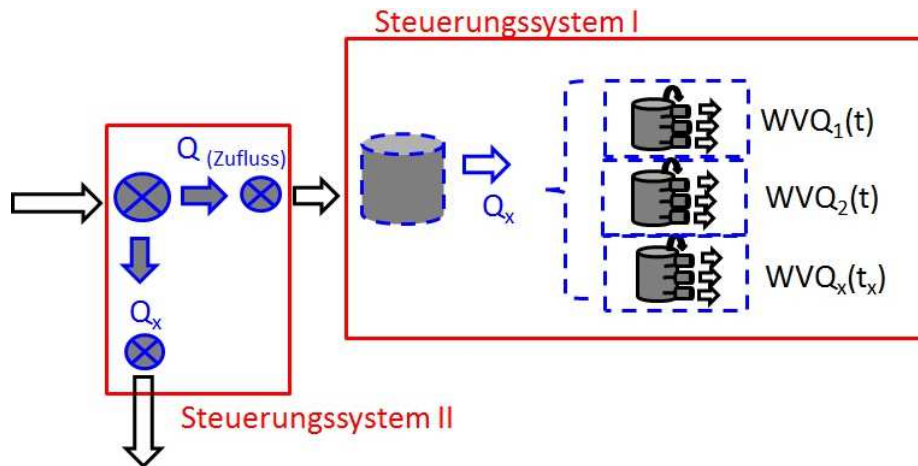 Steuerungssystem I
Q (Zufluss)
Qₓ
WVQ₁(t)
WVQ₂(t)
WVQₓ(tₓ)
Qₓ
Steuerungssystem II